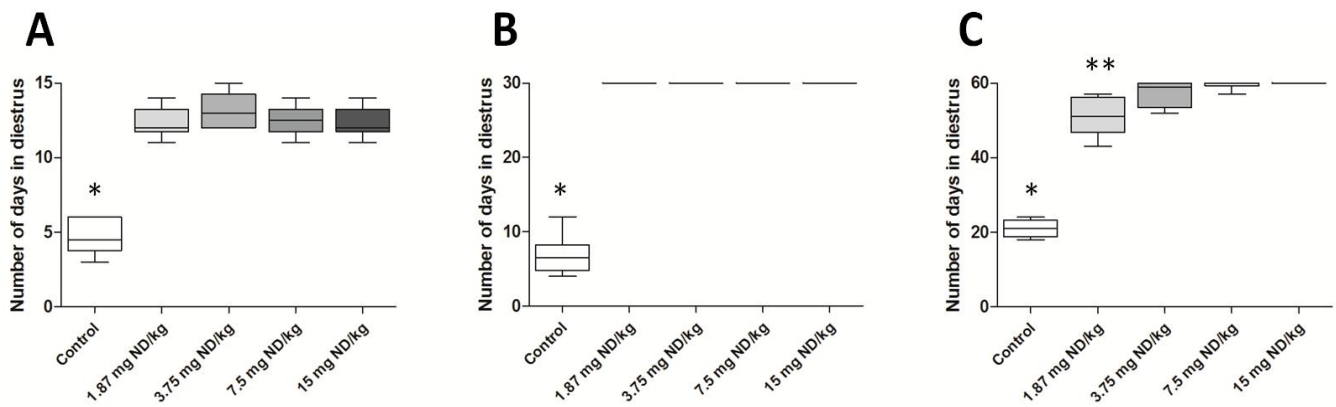 A
Number of days in diestrus
15
10
5
0
*
Control
1.87 mg ND/kg
3.75 mg ND/kg
7.5 mg ND/kg
15 mg ND/kg
B
Number of days in diestrus
30
20
10
0
*
Control
1.87 mg ND/kg
3.75 mg ND/kg
7.5 mg ND/kg
15 mg ND/kg
C
Number of days in diestrus
60
40
20
0
*
**
Control
1.87 mg ND/kg
3.75 mg ND/kg
7.5 mg ND/kg
15 mg ND/kg